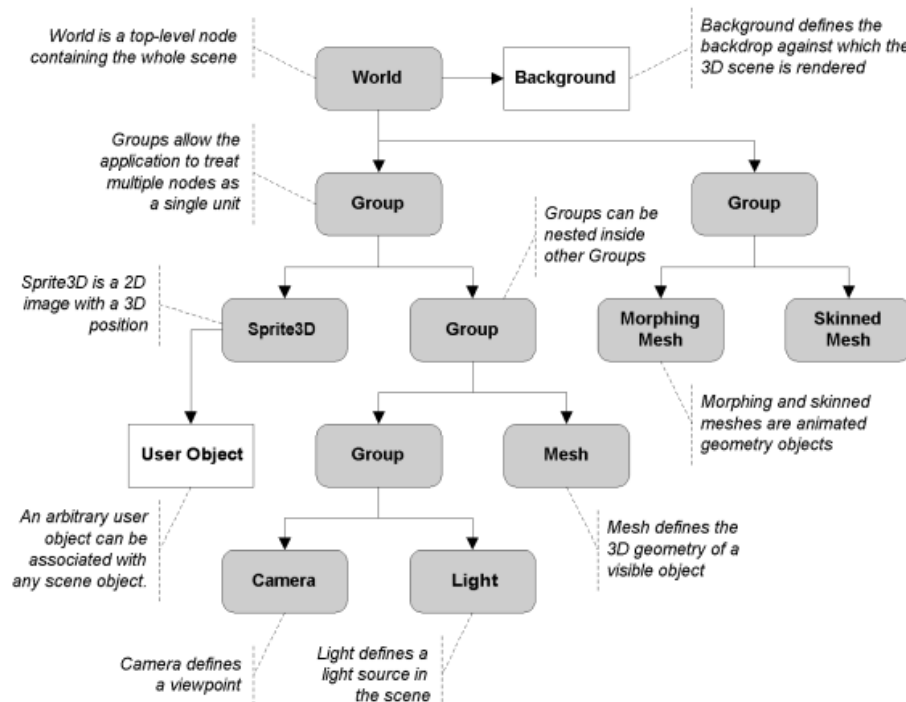 World is a top-level node
containing the whole scene
World
Background
Background defines the
backdrop against which the
3D scene is rendered
Groups allow the
application to treat
multiple nodes as
a single unit
Group
Groups can be
nested inside
other Groups
Group
Sprite3D is a 2D
image with a 3D
position
Sprite3D
Group
Morphing
Mesh
Skinned
Mesh
User Object
Group
Mesh
Morphing and skinned
meshes are animated
geometry objects
An arbitrary user
object can be
associated with
any scene object.
Camera
Light
Mesh defines the
3D geometry of a
visible object
Camera defines
a viewpoint
Light defines a
light source in
the scene